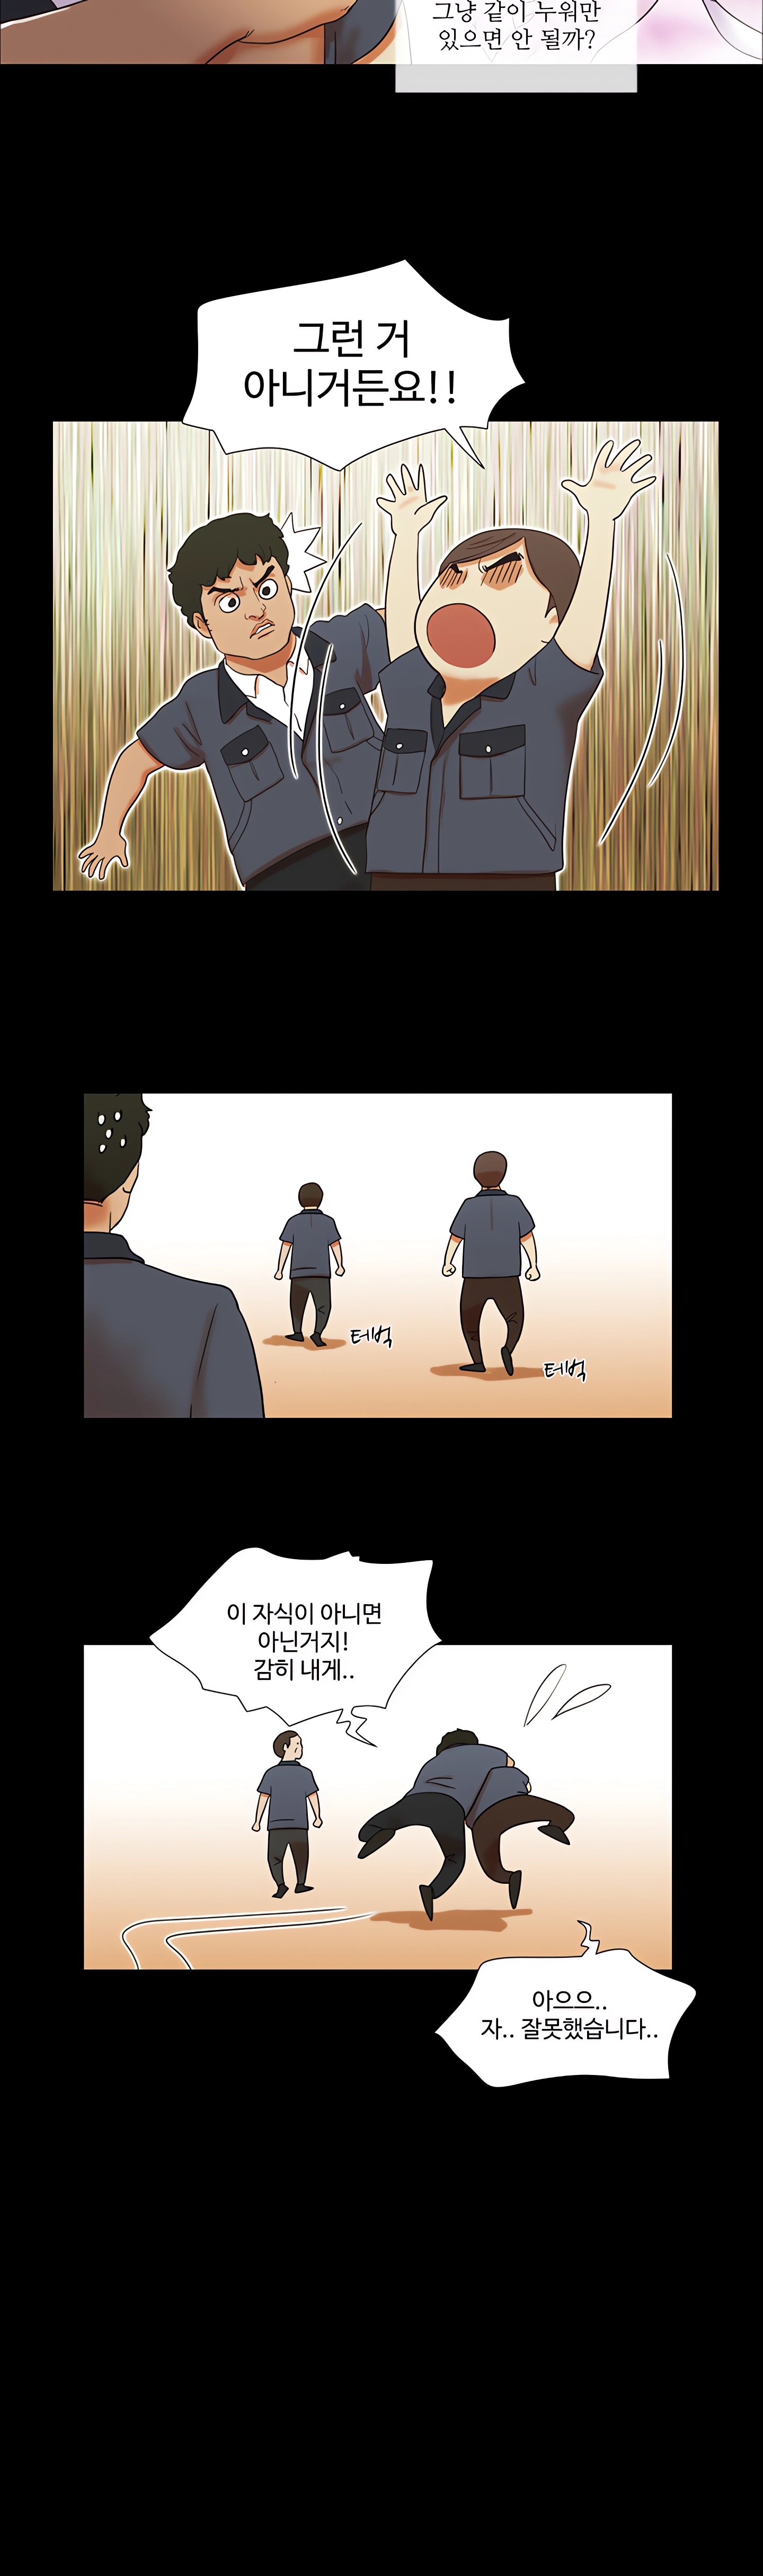 그냥 같이 누워만
있으면 안 될까?
그런 거
아니거든요!!
테벅
테벅
이 자식이 아니면
아닌거지!
감히 내게..
아으으..
자.. 잘못했습니다..